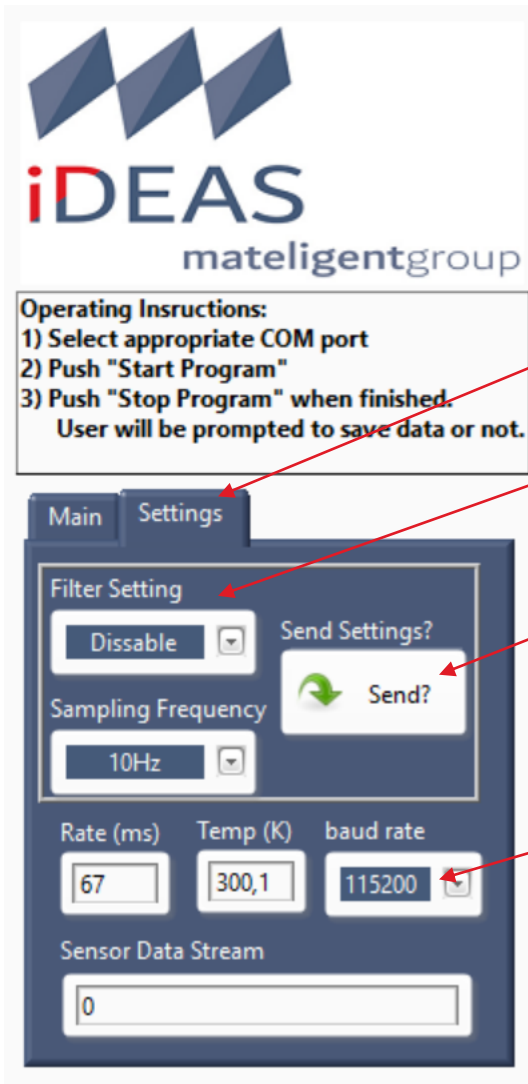 iDEAS
mateligentgroup
Operating Insructions:
1) Select appropriate COM port
2) Push "Start Program"
3) Push "Stop Program" when finished.
User will be prompted to save data or not.
Main Settings
Filter Setting
Dissable
Send Settings?
Send?
Sampling Frequency
10Hz
Rate (ms) Temp (K) baud rate
67 300,1 115200
Sensor Data Stream
0